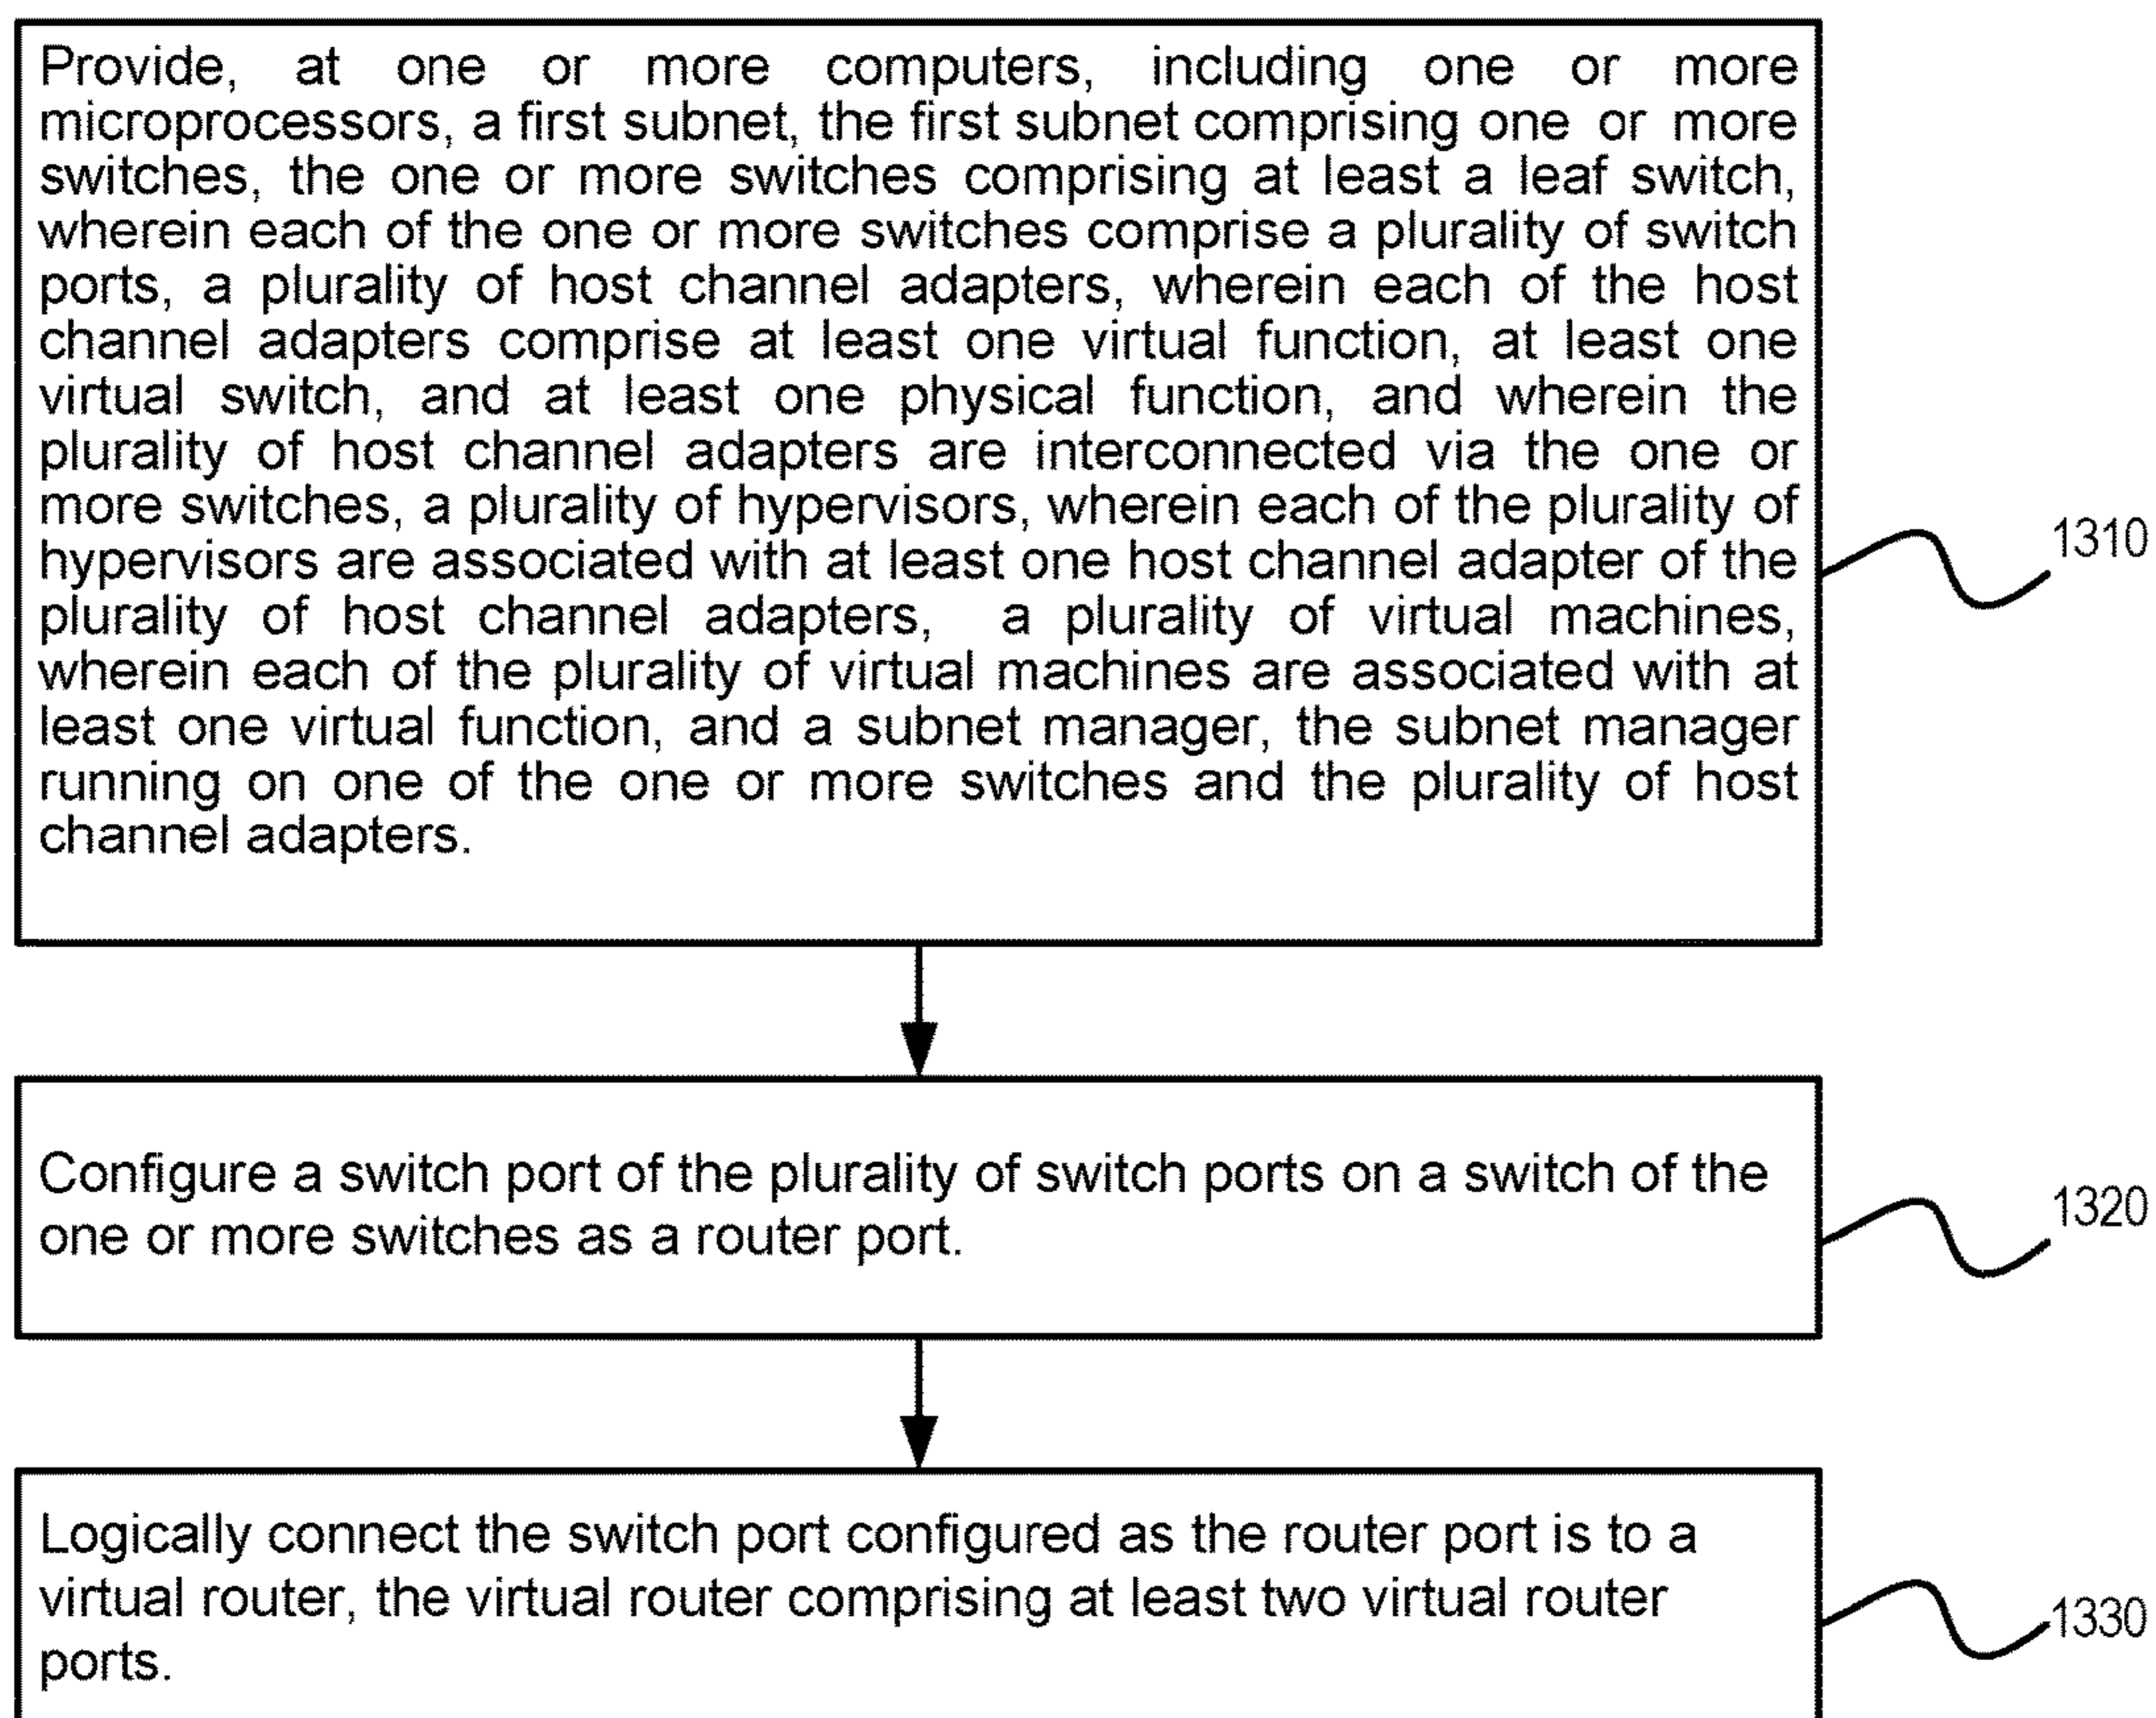 Provide, at one or more computers, including one or more
microprocessors, a first subnet, the first subnet comprising one or more
switches, the one or more switches comprising at least a leaf switch,
wherein each of the one or more switches comprise a plurality of switch
ports, a plurality of host channel adapters, wherein each of the host
channel adapters comprise at least one virtual function, at least one
virtual switch, and at least one physical function, and wherein the
plurality of host channel adapters are interconnected via the one or
more switches, a plurality of hypervisors, wherein each of the plurality of
hypervisors are associated with at least one host channel adapter of the
plurality of host channel adapters, a plurality of virtual machines,
wherein each of the plurality of virtual machines are associated with at
least one virtual function, and a subnet manager, the subnet manager
running on one of the one or more switches and the plurality of host
channel adapters.
1310
Configure a switch port of the plurality of switch ports on a switch of the
one or more switches as a router port.
1320
Logically connect the switch port configured as the router port is to a
virtual router, the virtual router comprising at least two virtual router
ports.
1330